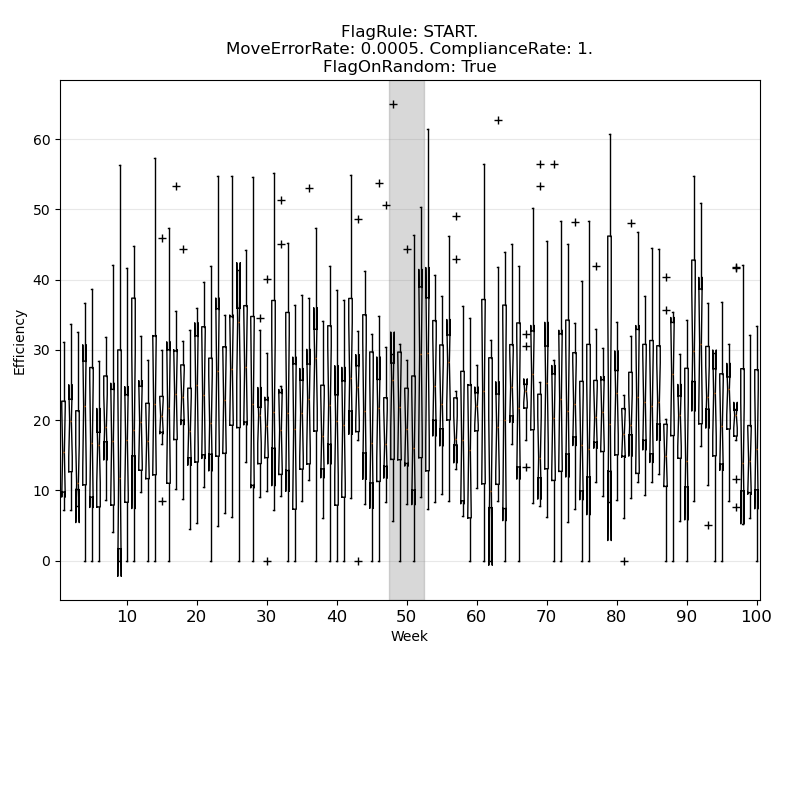 FlagRule: START.
MoveErrorRate: 0.0005. ComplianceRate: 1.
FlagOnRandom: True
60
50
40
30
20
10
0
Efficiency
10 20 30 40 50 60 70 80 90 100
Week